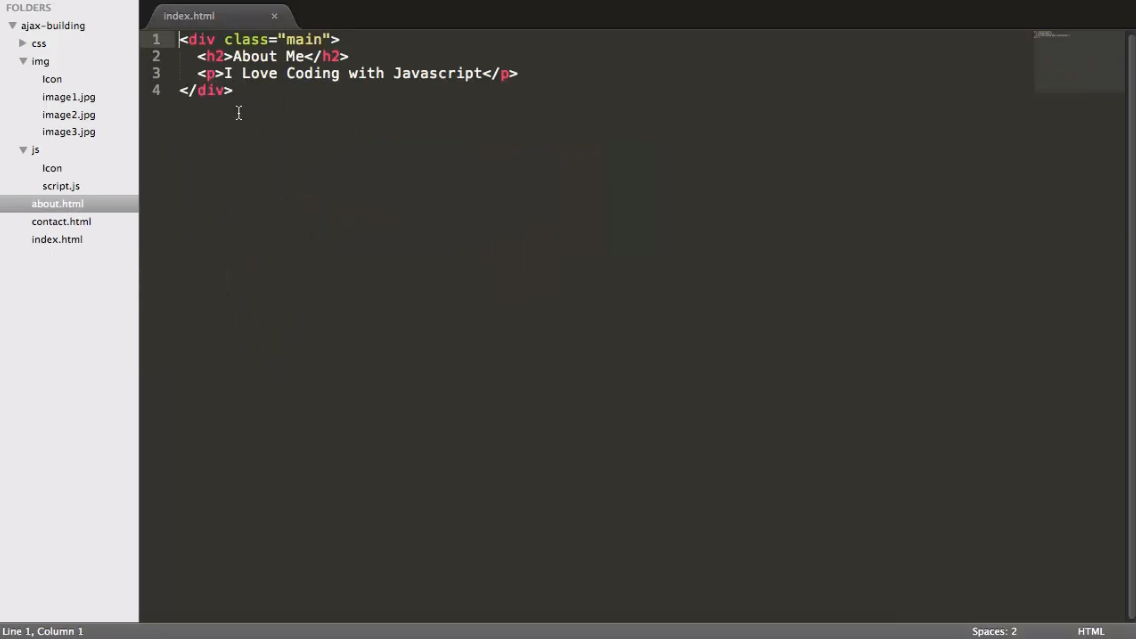 FOLDERS
ajax-building
css
img
Icon
image1.jpg
image2.jpg
image3.jpg
js
Icon
script.js
about.html
contact.html
index.html
index.html ×
1 <div class="main">
2 <h2>About Me</h2>
3 <p>I Love Coding with Javascript</p>
4 </div>
Line 1, Column 1
Spaces: 2
HTML